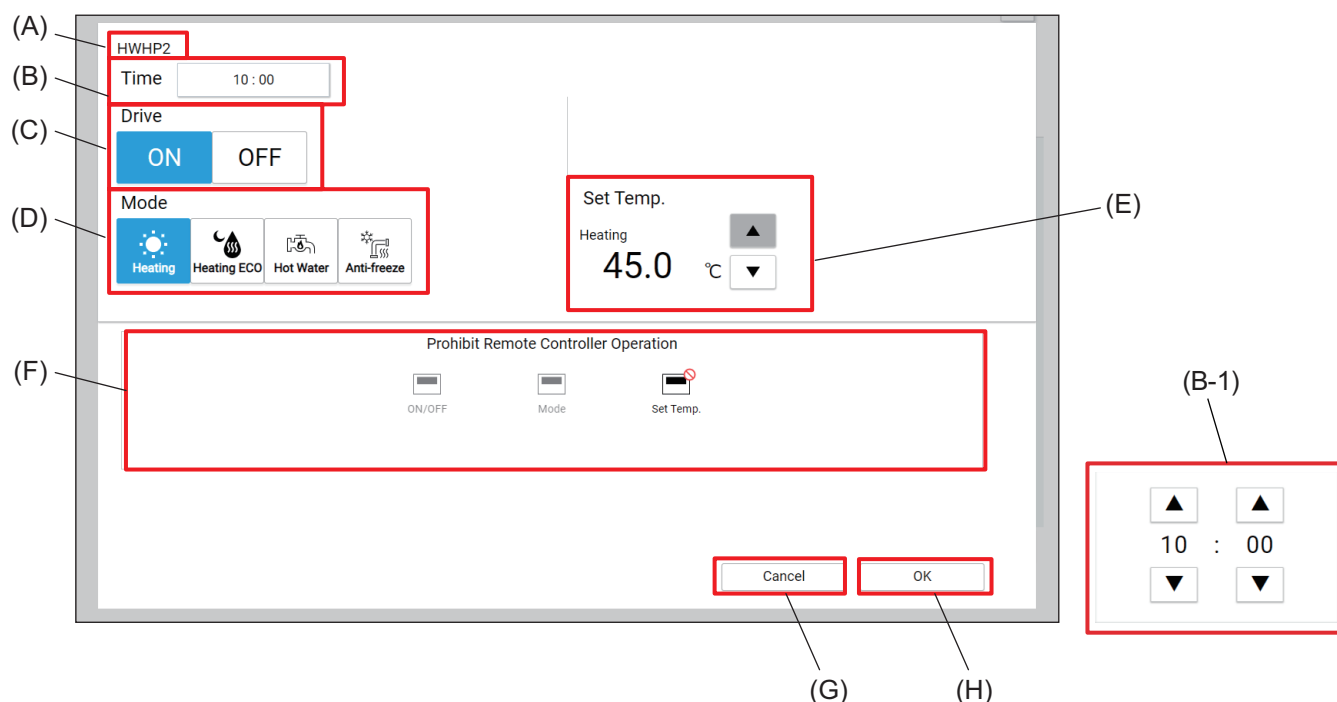 (A)
HWHP2
(B)
Time
10 : 00
(C)
Drive
ON
OFF
(D)
Mode
Heating
Heating ECO
Hot Water
Anti-freeze
Set Temp.
Heating
45.0 ℃
▲
▼
(E)
(F)
Prohibit Remote Controller Operation
ON/OFF
Mode
Set Temp.
(B-1)
▲ ▲
10 : 00
▼ ▼
Cancel
OK
(G)
(H)